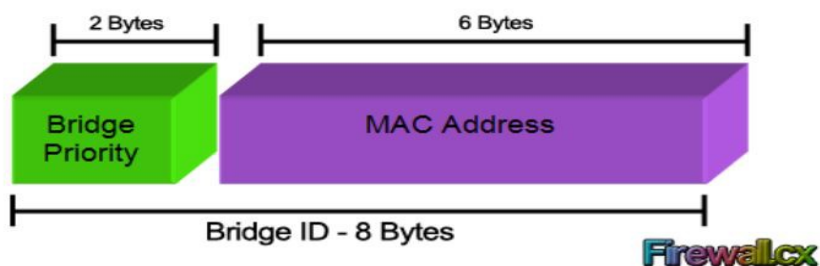 2 Bytes
6 Bytes
Bridge
Priority
MAC Address
Bridge ID - 8 Bytes
Firewall.cx